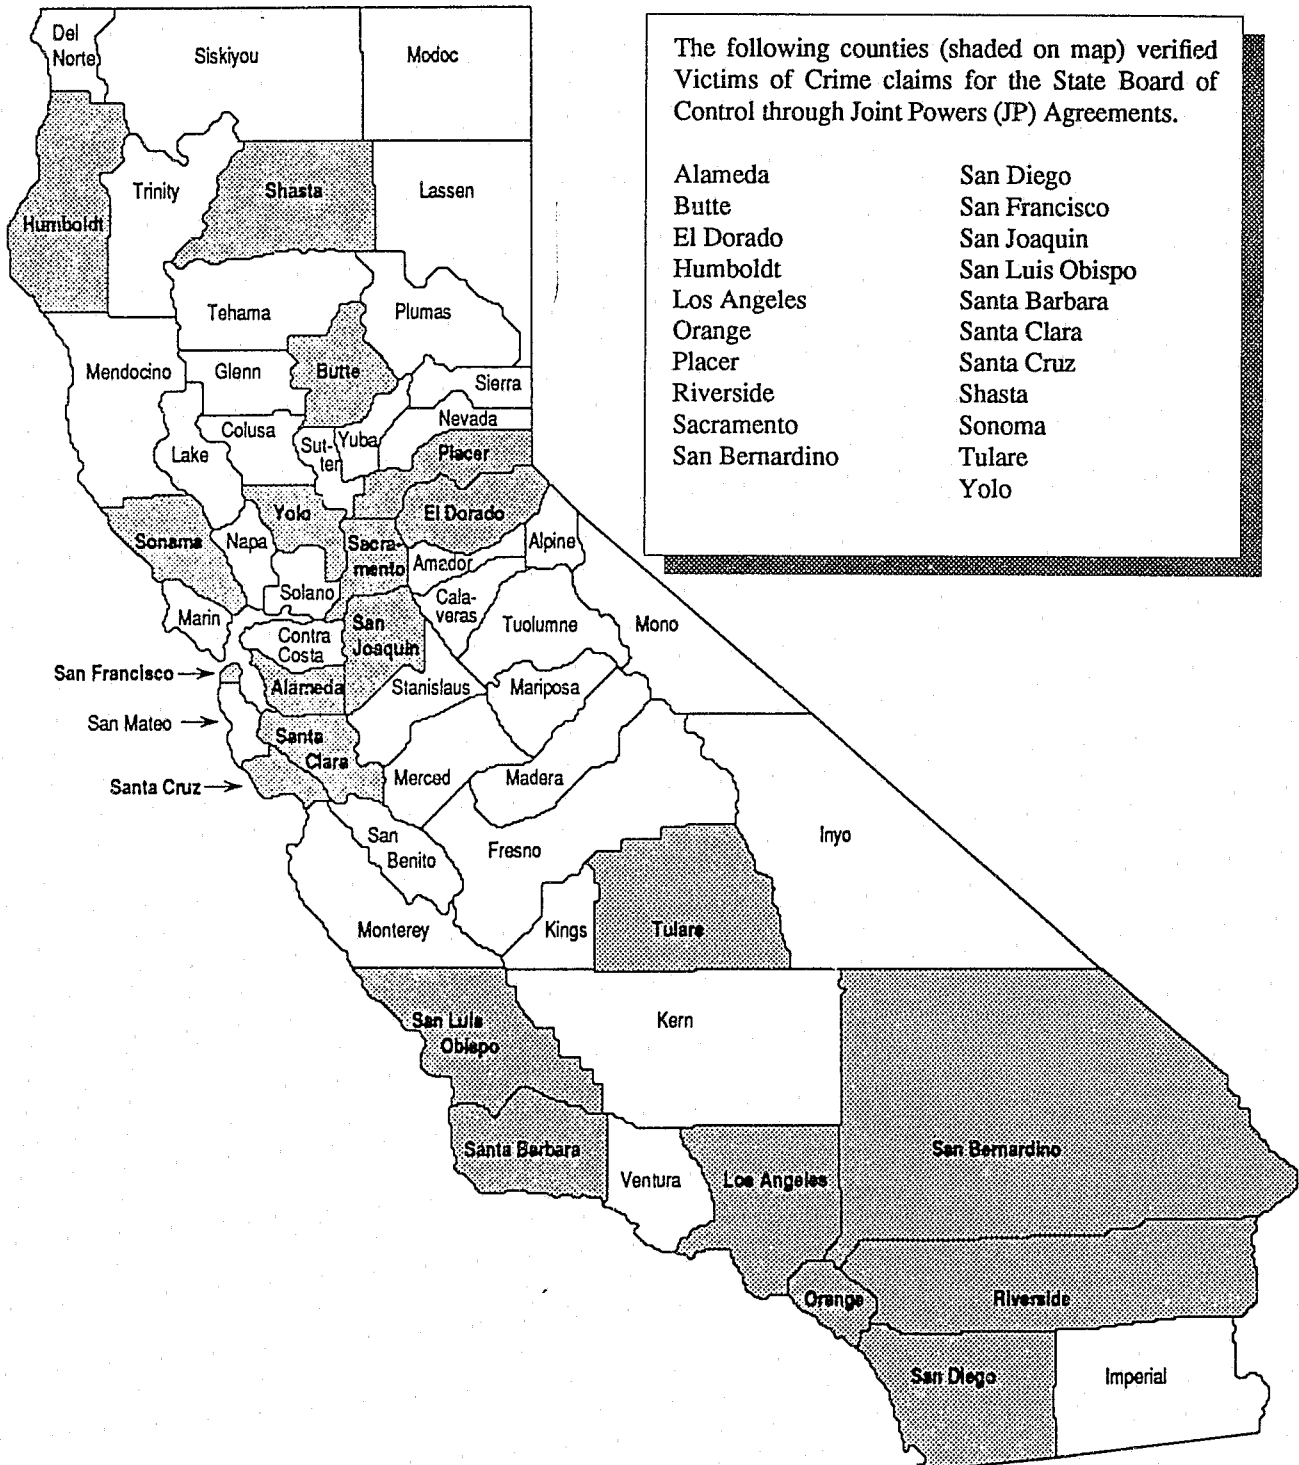 Del
Norte
Siskiyou
Modoc
Humboldt
Trinity
Shasta
Lassen
Tehama
Plumas
Mendocino
Glenn
Butte
Sierra
Colusa
Nevada
Lake
Sut-
ter
Yuba
Placer
Yolo
El Dorado
Sonama
Napa
Sacra-
mento
Alpine
Amador
Solano
Cala-
veras
Marin
Contra
Costa
San
Joaquin
Tuolumne
Mono
San Francisco
Alameda
Stanislaus
Mariposa
San Mateo
Santa
Clara
Santa Cruz
Merced
Madera
San
Benito
Fresno
Inyo
Monterey
Kings
Tulare
San Luis
Obispo
Kern
Santa Barbara
Ventura
Los Angeles
San Bernardino
Orange
Riverside
San Diego
Imperial
The following counties (shaded on map) verified
Victims of Crime claims for the State Board of
Control through Joint Powers (JP) Agreements.
Alameda
Butte
El Dorado
Humboldt
Los Angeles
Orange
Placer
Riverside
Sacramento
San Bernardino
San Diego
San Francisco
San Joaquin
San Luis Obispo
Santa Barbara
Santa Clara
Santa Cruz
Shasta
Sonoma
Tulare
Yolo